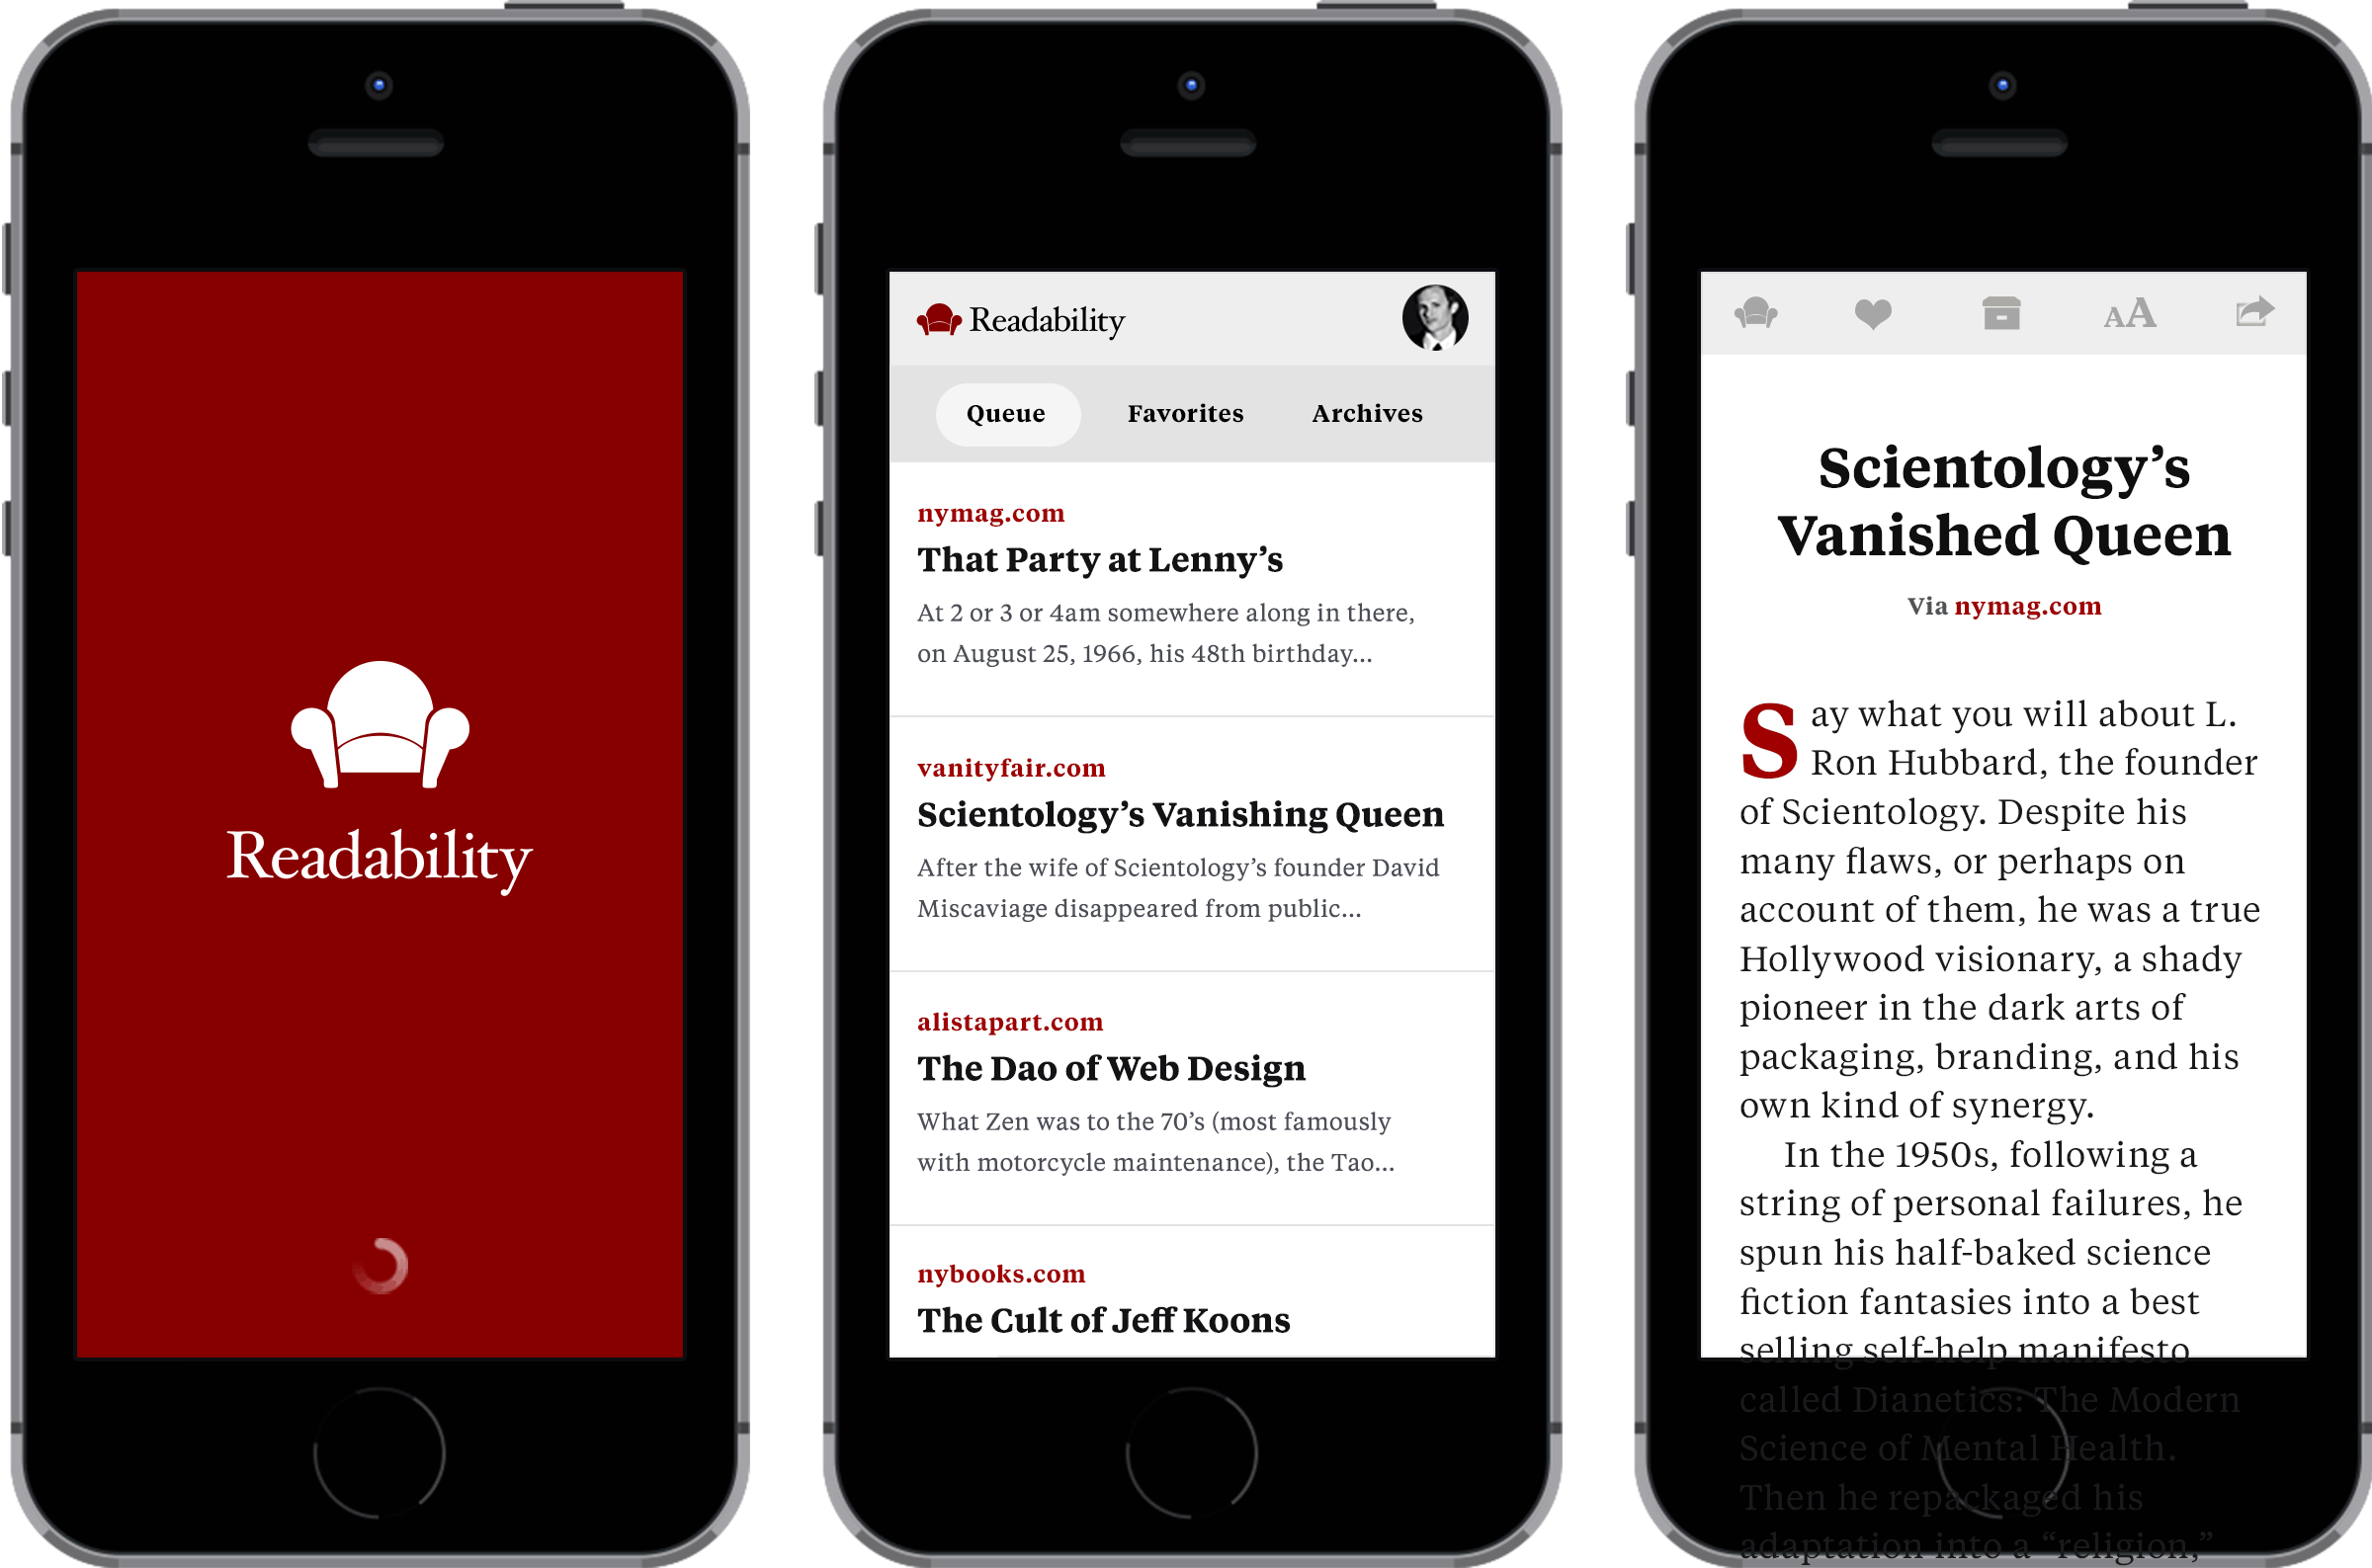 Readability
Readability
Queue
Favorites
Archives
nymag.com
That Party at Lenny’s
At 2 or 3 or 4am somewhere along in there,
on August 25, 1966, his 48th birthday...
vanityfair.com
Scientology’s Vanishing Queen
After the wife of Scientology’s founder David
Miscaviage disappeared from public...
alistapart.com
The Dao of Web Design
What Zen was to the 70’s (most famously
with motorcycle maintenance), the Tao...
nybooks.com
The Cult of Jeff Koons
AA
Scientology’s
Vanished Queen
Via nymag.com
Say what you will about L.
Ron Hubbard, the founder
of Scientology. Despite his
many flaws, or perhaps on
account of them, he was a true
Hollywood visionary, a shady
pioneer in the dark arts of
packaging, branding, and his
own kind of synergy.
In the 1950s, following a
string of personal failures, he
spun his half-baked science
fiction fantasies into a best
selling self-help manifesto
called Dianetics: The Modern
Science of Mental Health.
Then he repackaged his
adaptation into a “religion,”